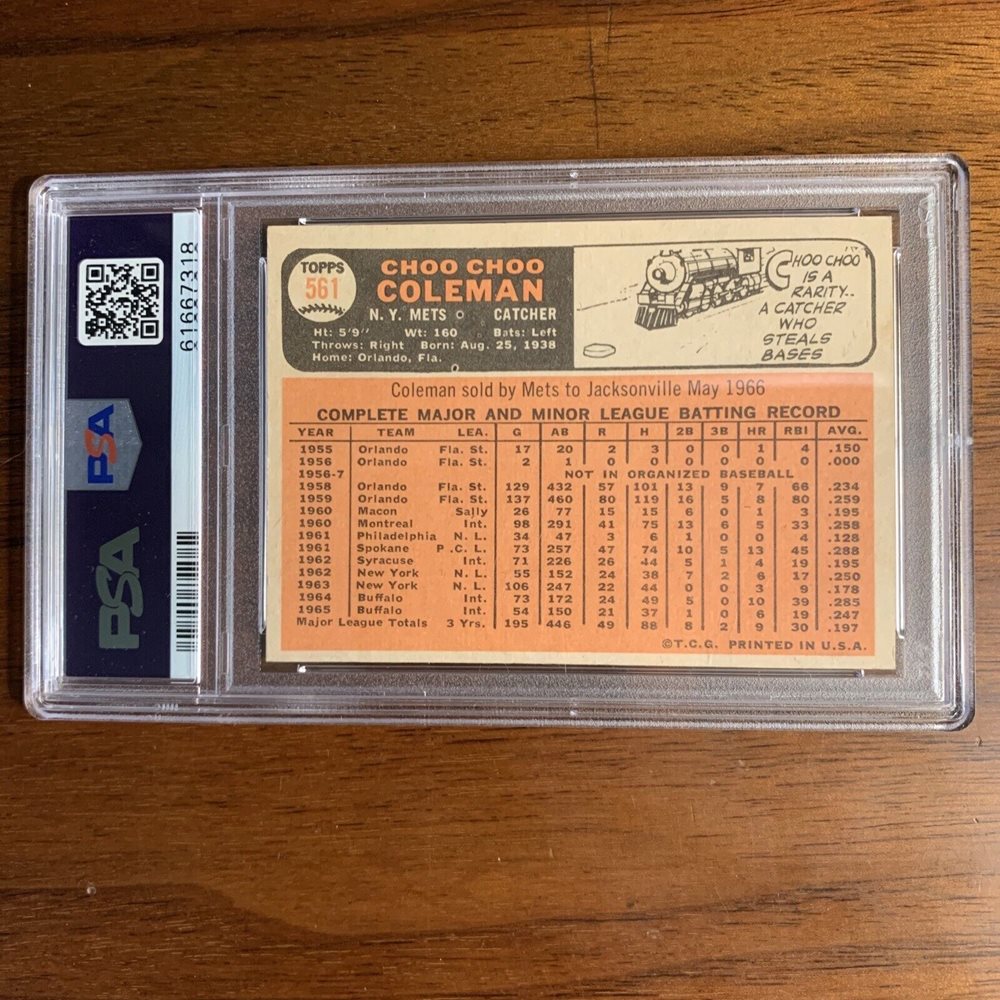 61667318
PSA
PSA
TOPPS
561
CHOO CHOO
COLEMAN
N. Y. METS CATCHER
Ht: 5'9" Wt: 160 Bats: Left
Throws: Right Born: Aug. 25, 1938
Home: Orlando, Fla.
CHOO CHOO
IS A
RARITY..
A CATCHER
WHO
STEALS
BASES
Coleman sold by Mets to Jacksonville May 1966
COMPLETE MAJOR AND MINOR LEAGUE BATTING RECORD
YEAR TEAM LEA. G AB R H 2B 3B HR RBI AVG.
1955 Orlando Fla. St. 17 20 2 3 0 0 1 4 .150
1956 Orlando Fla. St. 2 1 0 0 0 0 0 0 .000
1956-7 NOT IN ORGANIZED BASEBALL
1958 Orlando Fla. St. 129 432 57 101 13 9 7 66 .234
1959 Orlando Fla. St. 137 460 80 119 16 5 8 80 .259
1960 Macon Sally 26 77 15 15 6 0 1 3 .195
1960 Montreal Int. 98 291 41 75 13 6 5 33 .258
1961 Philadelphia N. L. 34 47 3 6 1 0 0 4 .128
1961 Spokane P.C.L. 73 257 47 74 10 5 13 45 .288
1962 Syracuse Int. 71 226 26 44 5 1 4 19 .195
1962 New York N. L. 55 152 24 38 7 2 6 17 .250
1963 New York N. L. 106 247 22 44 0 0 3 9 .178
1964 Buffalo Int. 73 172 24 49 5 0 10 39 .285
1965 Buffalo Int. 54 150 21 37 1 0 6 19 .247
Major League Totals 3 Yrs. 195 446 49 88 8 2 9 30 .197
©T.C.G. PRINTED IN U.S.A.